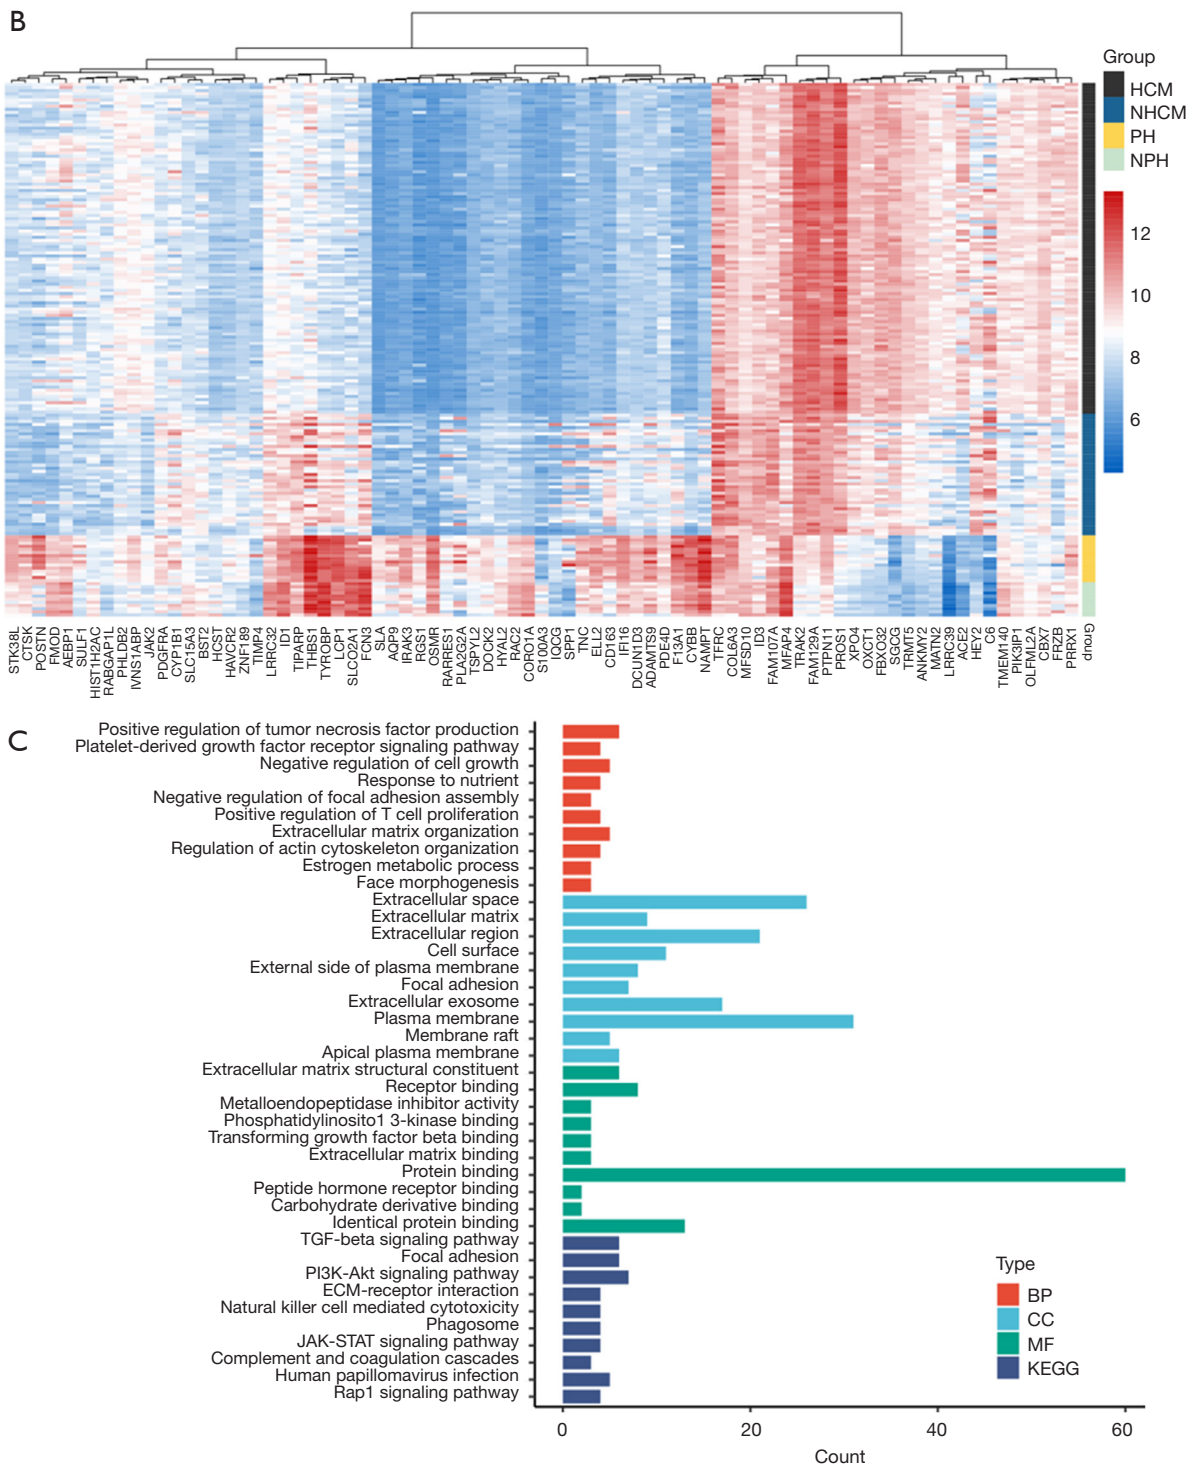 B
Group
HCM
NHCM
PH
NPH
12
10
8
6
STK38L
CTSK
POSTN
FMOD
AEBP1
SULF1
HIST1H2AC
RABGAP1L
PHLDB2
IVNS1ABP
JAK2
PDGFRA
CYP1B1
SLC15A3
BST2
HCST
HAVCR2
ZNF189
TIMP4
LRRC32
ID1
TIPARP
THBS1
TYROBP
LCP1
SLCO2A1
FCN3
SLA
AQP9
IRAK3
RGS1
OSMR
RARRES1
PLA2G2A
TSPYL2
DOCK2
HYAL2
RAC2
CORO1A
S100A3
IQCG
SPP1
TNC
ELL2
CD163
IFI16
DCUN1D3
ADAMTS9
PDE4D
F13A1
CYBB
NAMPT
TFRC
COL6A3
MFSD10
ID3
FAM107A
MFAP4
TRAK2
FAM129A
PTPN11
PROS1
XPO4
OXCT1
FBXO32
SGCG
TRMT5
ANKMY2
MATN2
LRRC39
ACE2
HEY2
C6
TMEM140
PIK3IP1
OLFML2A
CBX7
FRZB
PRRX1
Group
C
Positive regulation of tumor necrosis factor production
Platelet-derived growth factor receptor signaling pathway
Negative regulation of cell growth
Response to nutrient
Negative regulation of focal adhesion assembly
Positive regulation of T cell proliferation
Extracellular matrix organization
Regulation of actin cytoskeleton organization
Estrogen metabolic process
Face morphogenesis
Extracellular space
Extracellular matrix
Extracellular region
Cell surface
External side of plasma membrane
Focal adhesion
Extracellular exosome
Plasma membrane
Membrane raft
Apical plasma membrane
Extracellular matrix structural constituent
Receptor binding
Metalloendopeptidase inhibitor activity
Phosphatidylinosito1 3-kinase binding
Transforming growth factor beta binding
Extracellular matrix binding
Protein binding
Peptide hormone receptor binding
Carbohydrate derivative binding
Identical protein binding
TGF-beta signaling pathway
Focal adhesion
PI3K-Akt signaling pathway
ECM-receptor interaction
Natural killer cell mediated cytotoxicity
Phagosome
JAK-STAT signaling pathway
Complement and coagulation cascades
Human papillomavirus infection
Rap1 signaling pathway
Type
BP
CC
MF
KEGG
0
20
40
60
Count